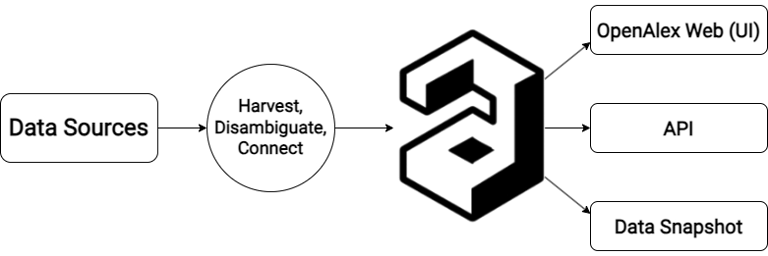 Data Sources
Harvest,
Disambiguate,
Connect
OpenAlex Web (UI)
API
Data Snapshot